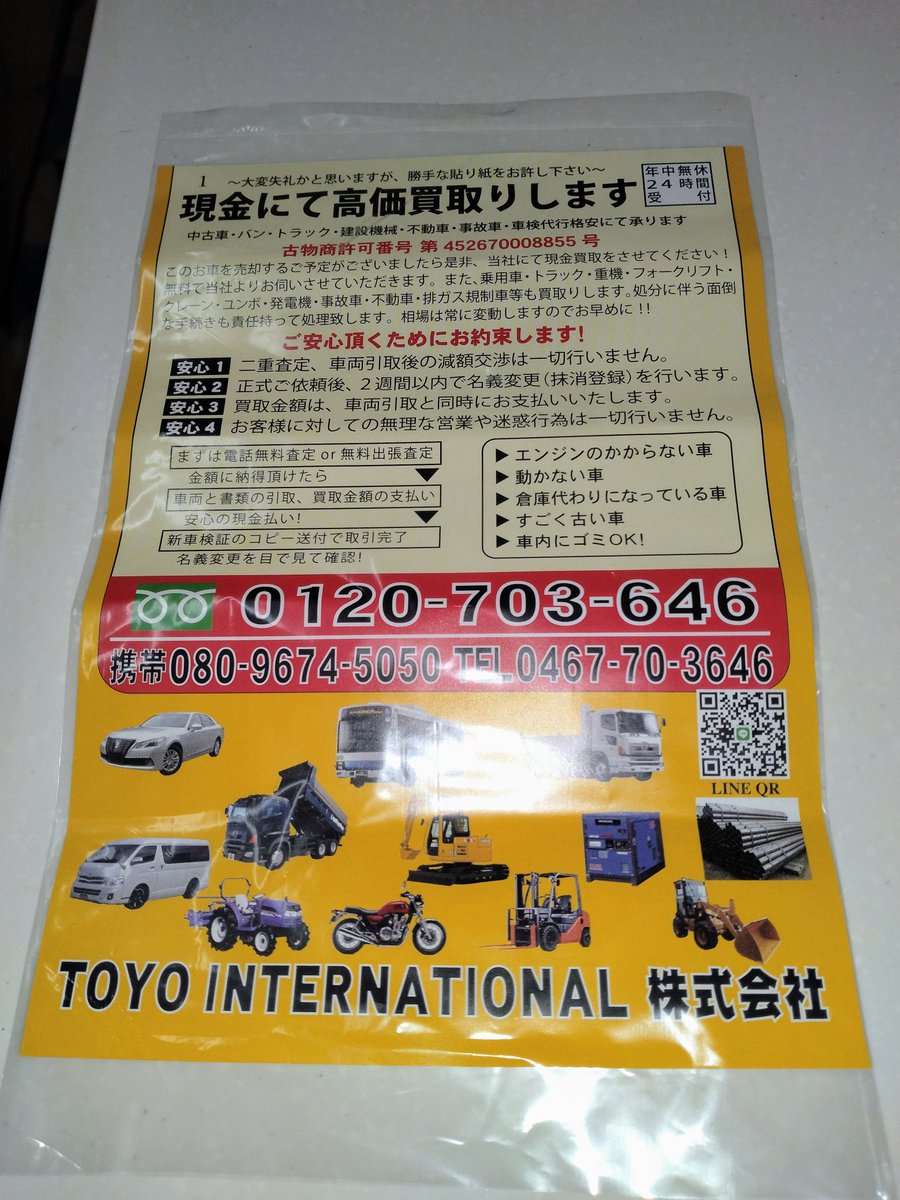 1 ～大変失礼かと思いますが、勝手な貼り紙をお許し下さい～
年中無休
24時間
受付
現金にて高価買取りします
中古車・バン・トラック・建設機械・不動車・事故車・車検代行格安にて承ります
古物商許可番号 第 452670008855 号
このお車を売却するご予定がございましたら是非、当社にて現金買取をさせてください！
無料で当社よりお伺いさせていただきます。また、乗用車・トラック・重機・フォークリフト・
クレーン・ユンボ・発電機・事故車・不動車・排ガス規制車等も買取りします。処分に伴う面倒
な手続きも責任持って処理致します。相場は常に変動しますのでお早めに！！
ご安心頂くためにお約束します！
安心1 二重査定、車両引取後の減額交渉は一切行いません。
安心2 正式ご依頼後、2週間以内で名義変更（抹消登録）を行います。
安心3 買取金額は、車両引取と同時にお支払いいたします。
安心4 お客様に対しての無理な営業や迷惑行為は一切行いません。
まずは電話無料査定 or 無料出張査定
金額に納得頂けたら ▼
車両と書類の引取、買取金額の支払い
安心の現金払い！ ▼
新車検証のコピー送付で取引完了
名義変更を目で見て確認！
▶エンジンのかからない車
▶動かない車
▶倉庫代わりになっている車
▶すごく古い車
▶車内にゴミOK！
0120-703-646
携帯080-9674-5050 TEL0467-70-3646
LINE QR
TOYO INTERNATIONAL 株式会社